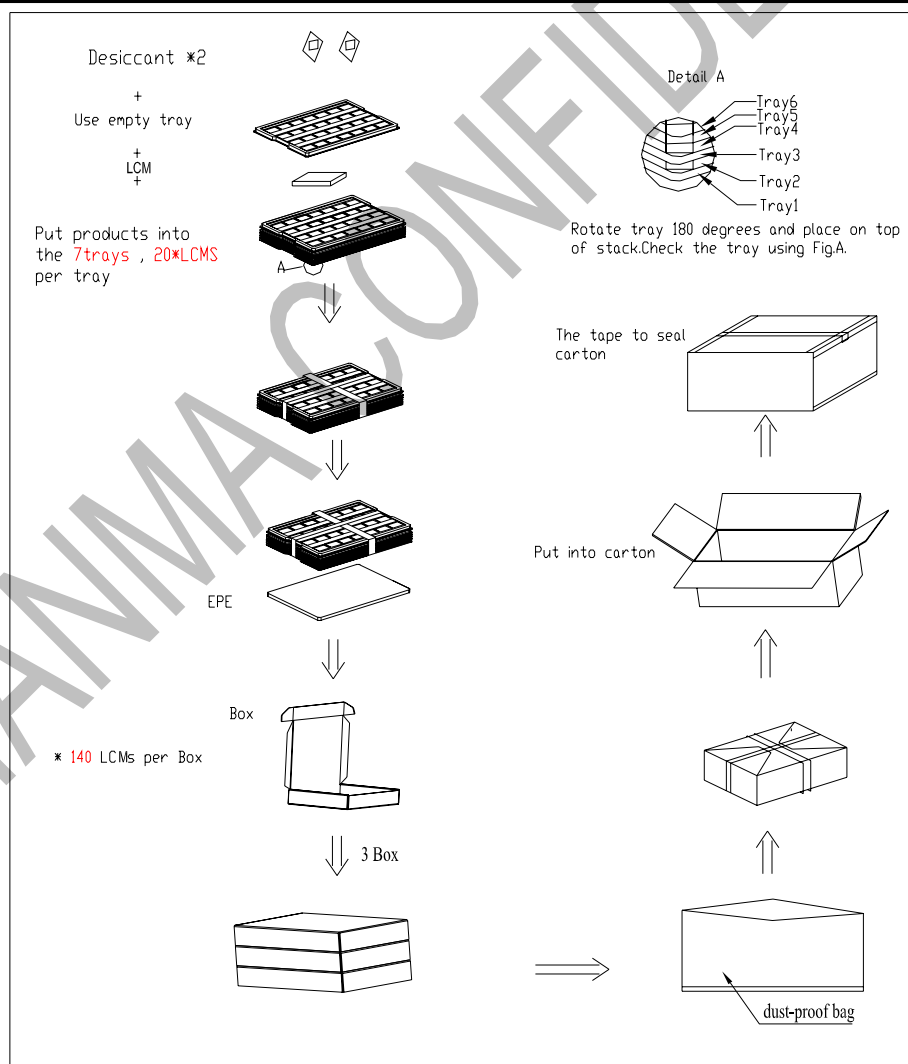 Desiccant *2
+
Use empty tray
+
LCM
+
Put products into
the 7trays , 20*LCMS
per tray
A
Detail A
Tray6
Tray5
Tray4
Tray3
Tray2
Tray1
Rotate tray 180 degrees and place on top
of stack.Check the tray using Fig.A.
EPE
Box
* 140 LCMs per Box
3 Box
dust-proof bag
Put into carton
The tape to seal
carton
ANMA CONFIDE